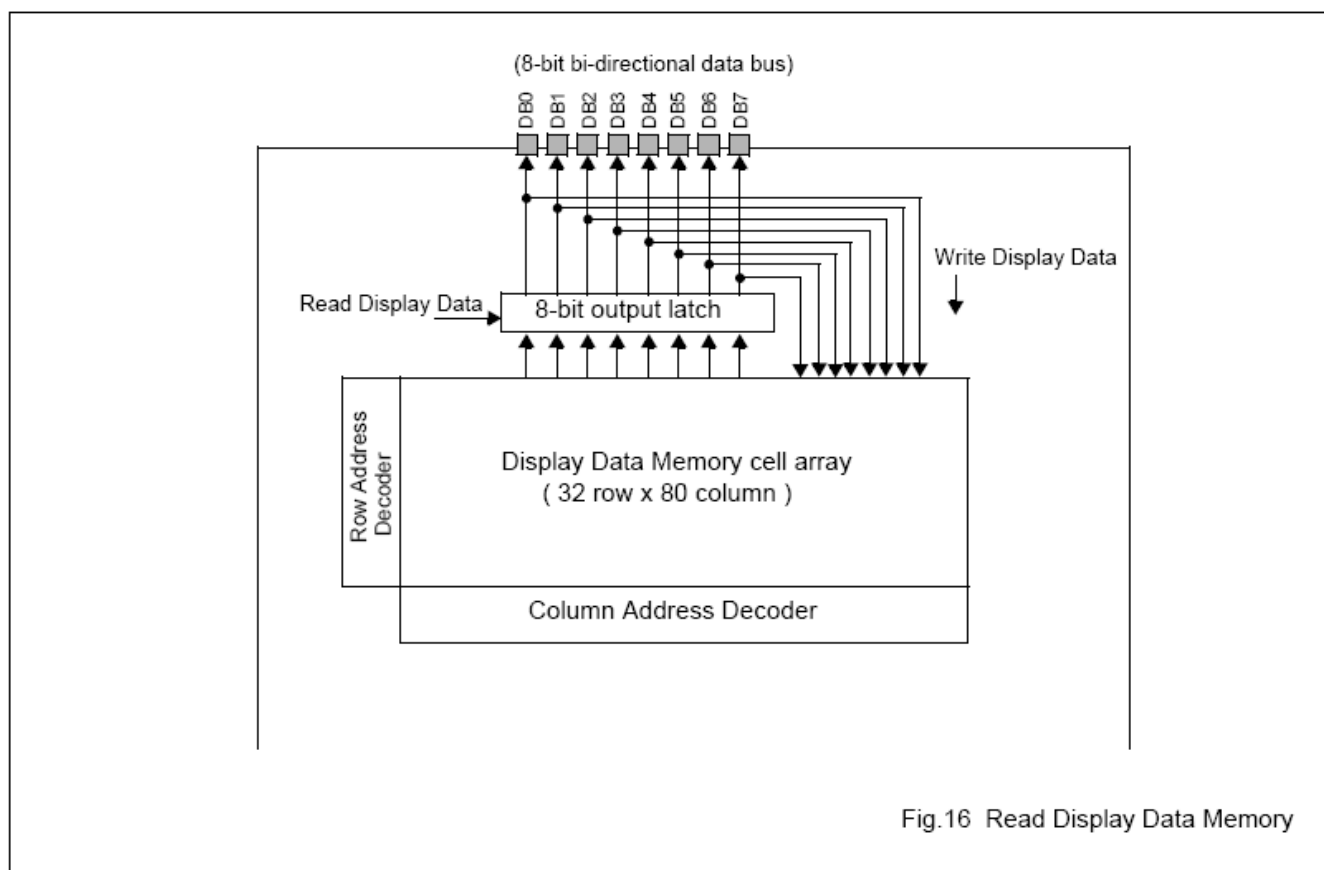 (8-bit bi-directional data bus)
DB0
DB1
DB2
DB3
DB4
DB5
DB6
DB7
Write Display Data
Read Display Data
8-bit output latch
Row Address
Decoder
Display Data Memory cell array
( 32 row x 80 column )
Column Address Decoder
Fig.16 Read Display Data Memory